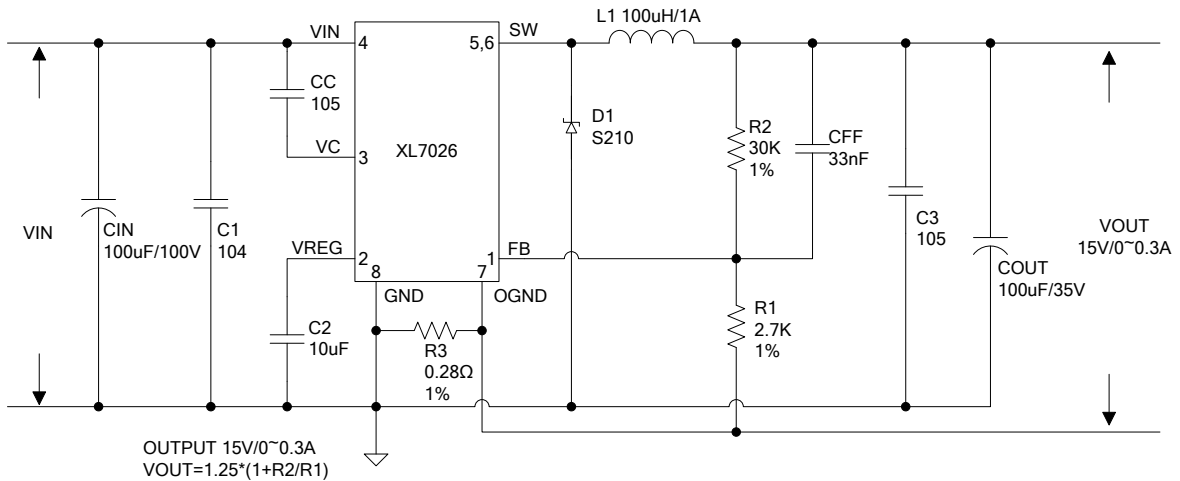 L1 100uH/1A
VIN
4
5,6
SW
CC
105
VC
3
XL7026
D1
S210
R2
30K
1%
CFF
33nF
VIN
CIN
100uF/100V
C1
104
C3
105
VOUT
15V/0~0.3A
COUT
100uF/35V
VREG
2
1
FB
8
7
GND
OGND
C2
10uF
R3
0.28Ω
1%
R1
2.7K
1%
OUTPUT 15V/0~0.3A
VOUT=1.25*(1+R2/R1)